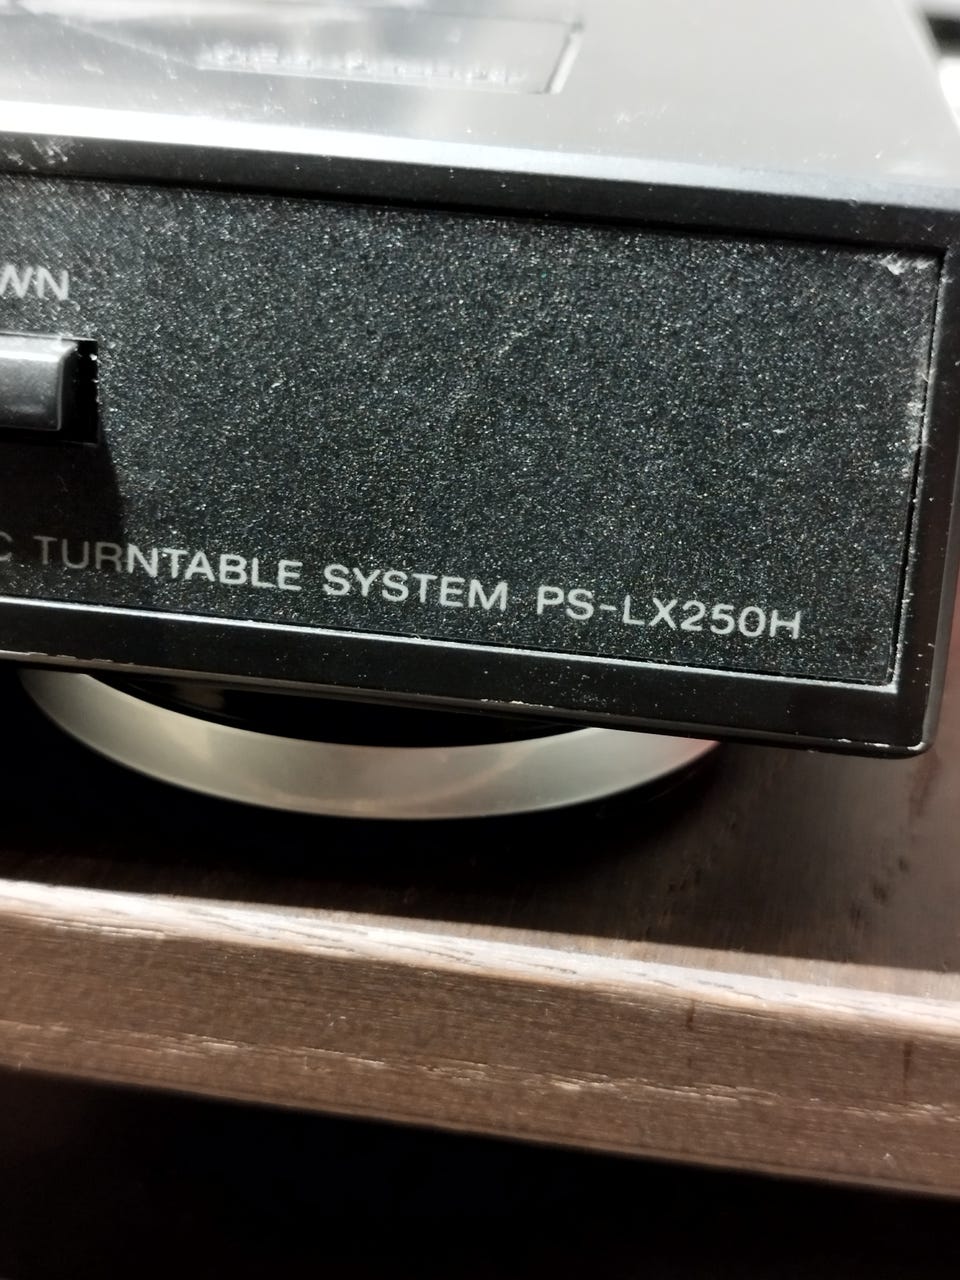 WN
C TURNTABLE SYSTEM PS-LX250H